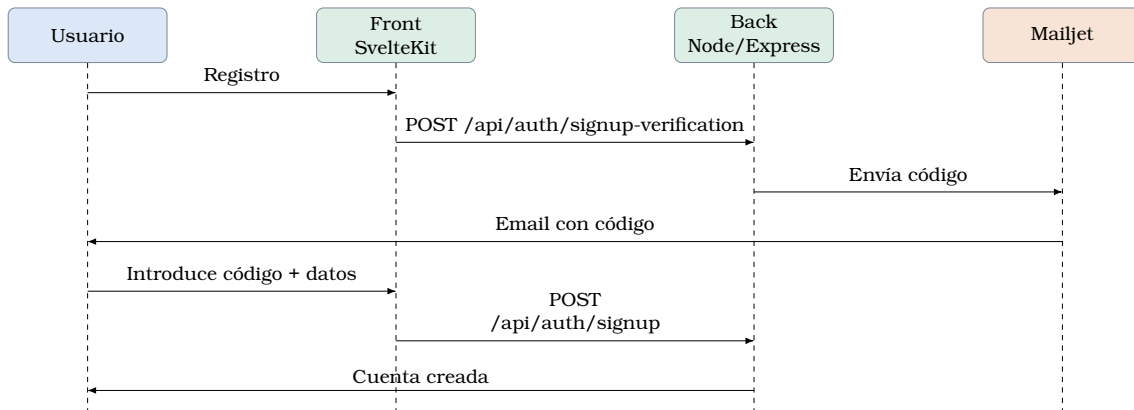 Usuario
Front
SvelteKit
Back
Node/Express
Mailjet
Registro
POST /api/auth/signup-verification
Envía código
Email con código
Introduce código + datos
POST
/api/auth/signup
Cuenta creada